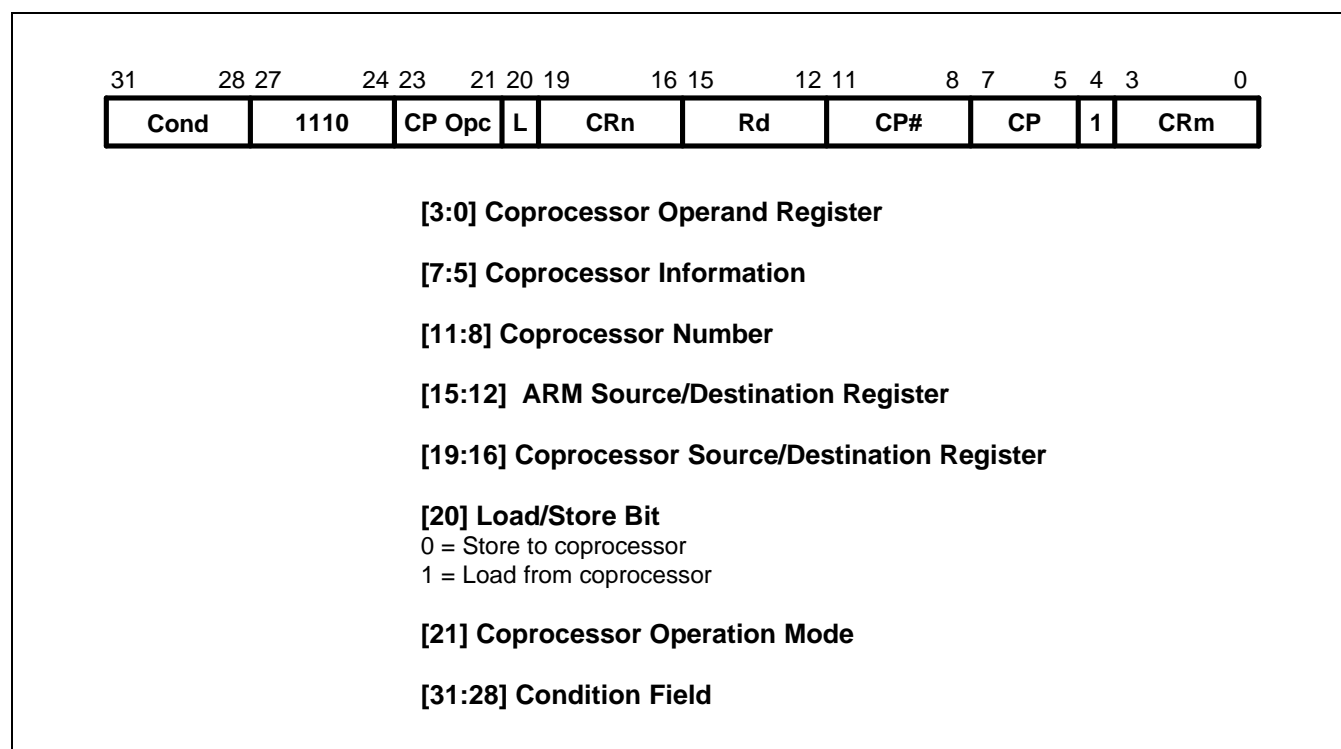 31 28 27 24 23 21 20 19 16 15 12 11 8 7 5 4 3 0
Cond 1110 CP Opc L CRn Rd CP# CP 1 CRm
[3:0] Coprocessor Operand Register
[7:5] Coprocessor Information
[11:8] Coprocessor Number
[15:12] ARM Source/Destination Register
[19:16] Coprocessor Source/Destination Register
[20] Load/Store Bit
0 = Store to coprocessor
1 = Load from coprocessor
[21] Coprocessor Operation Mode
[31:28] Condition Field